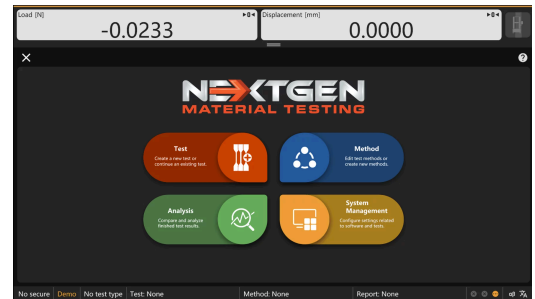 Load [N]
▸0◂
Displacement [mm]
▸0◂
-0.0233
0.0000
NEXTGEN
MATERIAL TESTING
Test
Create a new test or
continue an existing test.
Method
Edit test methods or
create new methods.
Analysis
Compare and analyze
finished test results.
System
Management
Configure settings related
to software and tests.
No secure
Demo
No test type
Test: None
Method: None
Report: None